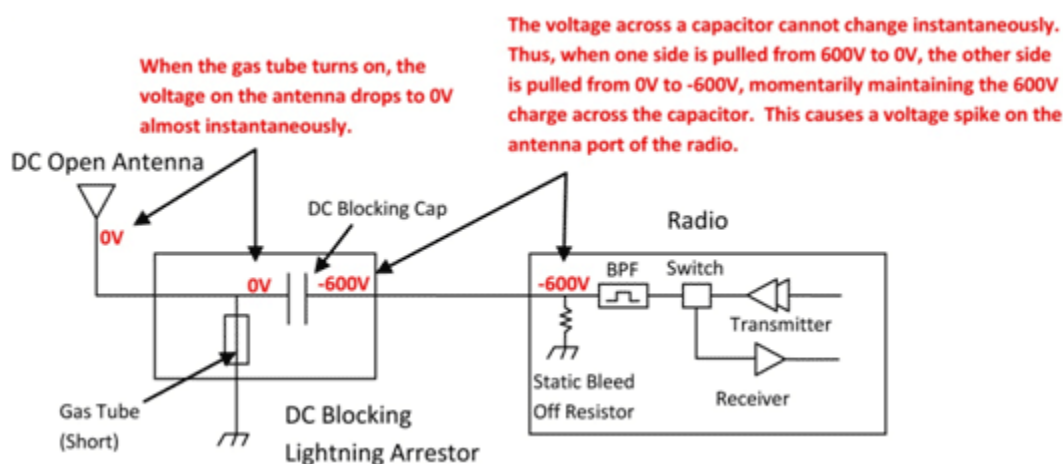 The voltage across a capacitor cannot change instantaneously.
Thus, when one side is pulled from 600V to 0V, the other side
is pulled from 0V to -600V, momentarily maintaining the 600V
charge across the capacitor. This causes a voltage spike on the
antenna port of the radio.
When the gas tube turns on, the
voltage on the antenna drops to 0V
almost instantaneously.
DC Open Antenna
0V
DC Blocking Cap
0V
-600V
Radio
-600V
BPF
Switch
Transmitter
Receiver
Static Bleed
Off Resistor
Gas Tube
(Short)
DC Blocking
Lightning Arrestor